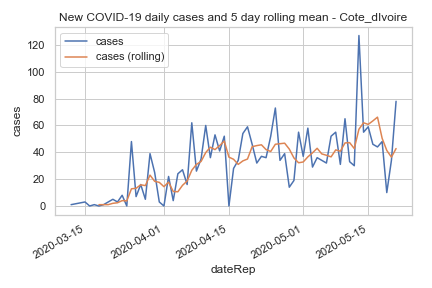 New COVID-19 daily cases and 5 day rolling mean - Cote_dIvoire
cases
cases (rolling)
120
100
80
60
40
20
0
cases
2020-03-15
2020-04-01
2020-04-15
2020-05-01
2020-05-15
dateRep